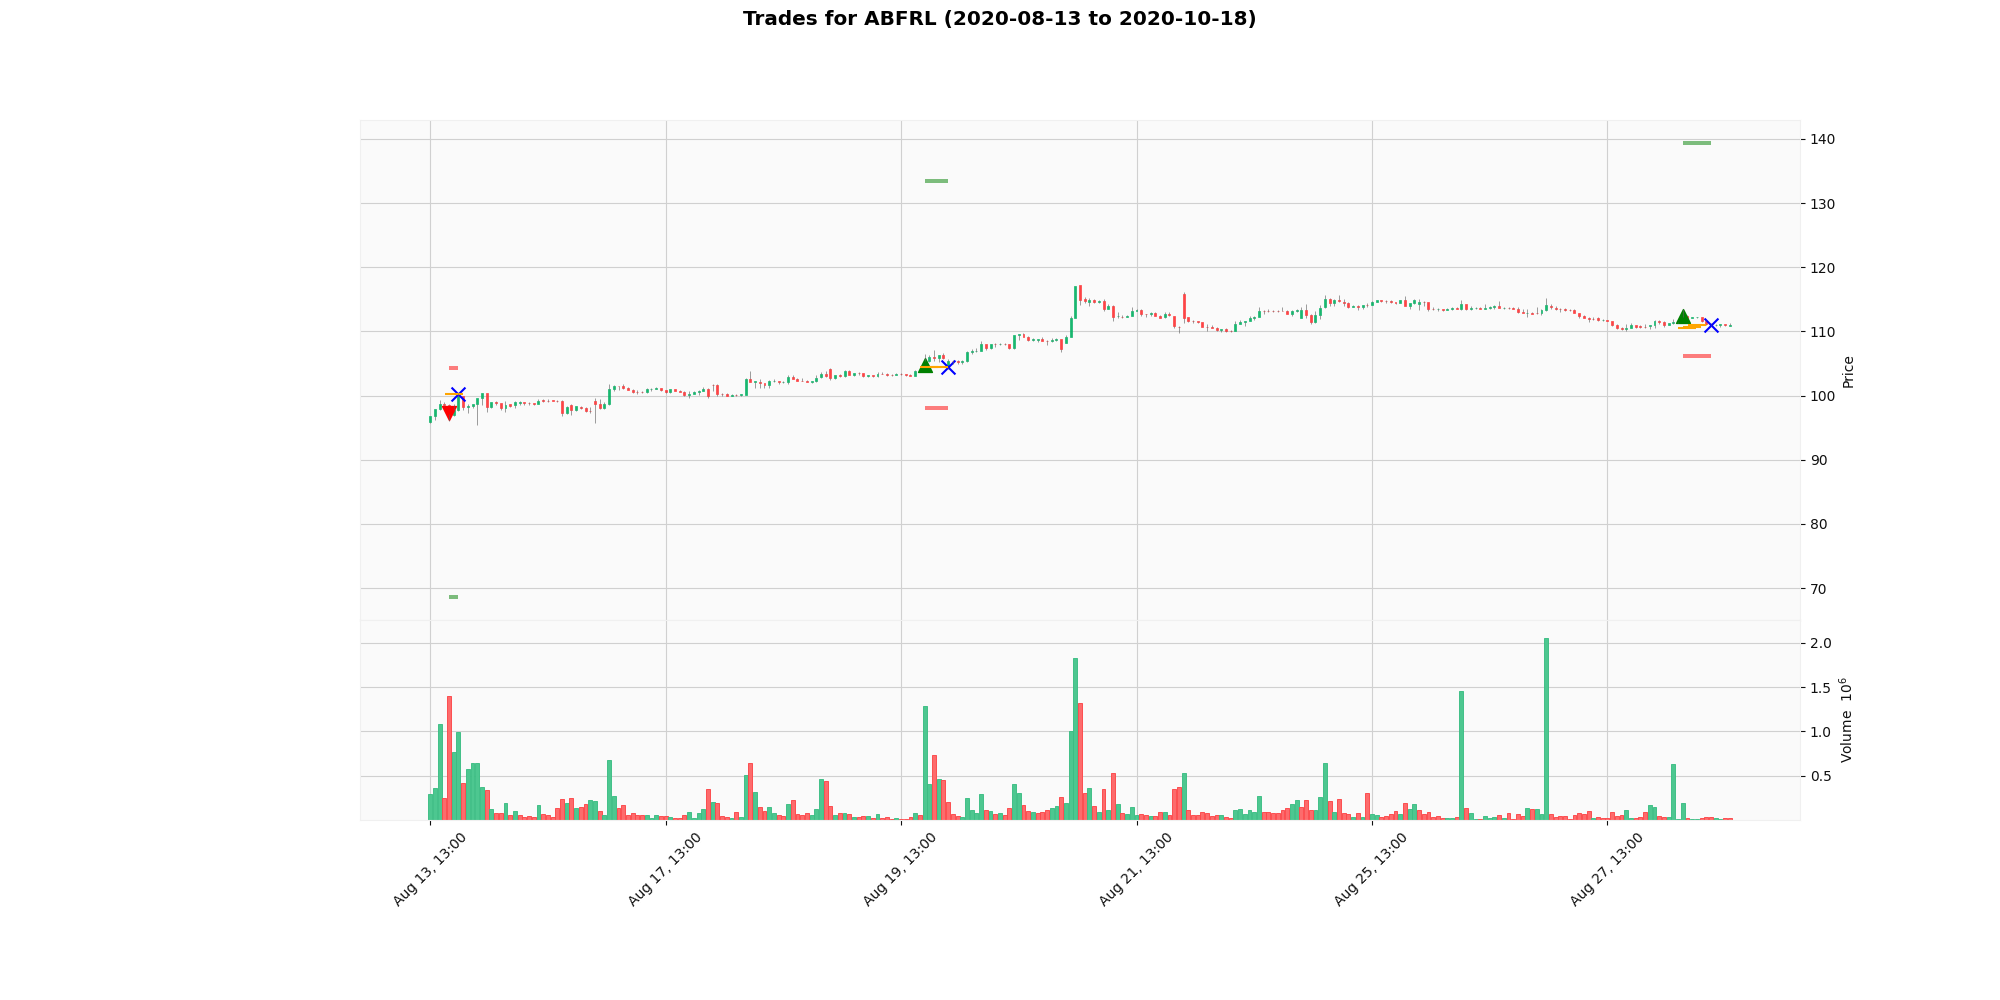 Trades for ABFRL (2020-08-13 to 2020-10-18)
140
130
120
110
100
90
80
70
Price
2.0
1.5
1.0
0.5
Volume 10^6
Aug 13, 13:00
Aug 17, 13:00
Aug 19, 13:00
Aug 21, 13:00
Aug 25, 13:00
Aug 27, 13:00